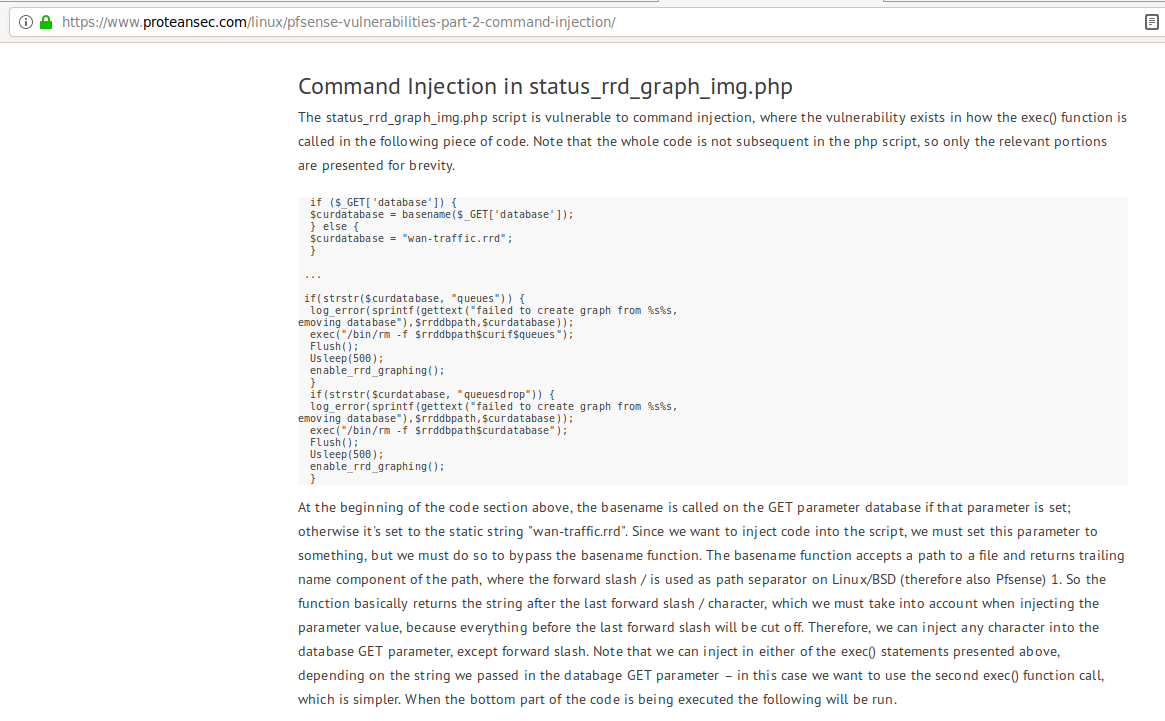 https://www.proteansec.com/linux/pfsense-vulnerabilities-part-2-command-injection/
Command Injection in status_rrd_graph_img.php
The status_rrd_graph_img.php script is vulnerable to command injection, where the vulnerability exists in how the exec() function is
called in the following piece of code. Note that the whole code is not subsequent in the php script, so only the relevant portions
are presented for brevity.
if ($_GET['database']) {
$curdatabase = basename($_GET['database']);
} else {
$curdatabase = "wan-traffic.rrd";
}
...
if(strstr($curdatabase, "queues")) {
log_error(sprintf(gettext("failed to create graph from %s%s,
emoving database"),$rrddbpath,$curdatabase));
exec("/bin/rm -f $rrddbpath$curif$queues");
Flush();
Usleep(500);
enable_rrd_graphing();
}
if(strstr($curdatabase, "queuesdrop")) {
log_error(sprintf(gettext("failed to create graph from %s%s,
emoving database"),$rrddbpath,$curdatabase));
exec("/bin/rm -f $rrddbpath$curdatabase");
Flush();
Usleep(500);
enable_rrd_graphing();
}
At the beginning of the code section above, the basename is called on the GET parameter database if that parameter is set;
otherwise it's set to the static string "wan-traffic.rrd". Since we want to inject code into the script, we must set this parameter to
something, but we must do so to bypass the basename function. The basename function accepts a path to a file and returns trailing
name component of the path, where the forward slash / is used as path separator on Linux/BSD (therefore also Pfsense) 1. So the
function basically returns the string after the last forward slash / character, which we must take into account when injecting the
parameter value, because everything before the last forward slash will be cut off. Therefore, we can inject any character into the
database GET parameter, except forward slash. Note that we can inject in either of the exec() statements presented above,
depending on the string we passed in the databage GET parameter – in this case we want to use the second exec() function call,
which is simpler. When the bottom part of the code is being executed the following will be run.